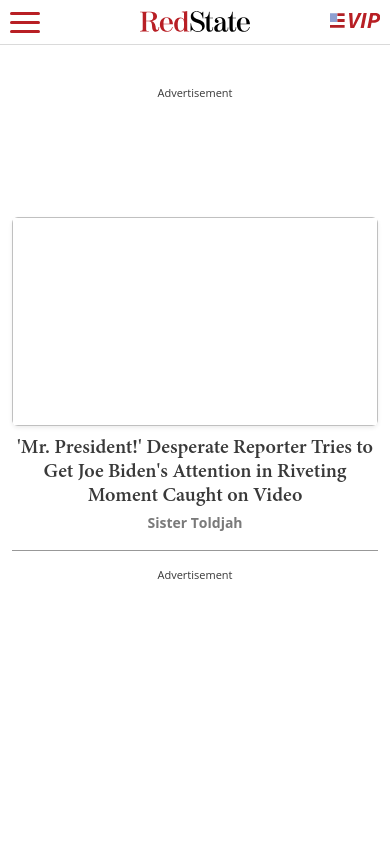 RedState
VIP
Advertisement
'Mr. President!' Desperate Reporter Tries to
Get Joe Biden's Attention in Riveting
Moment Caught on Video
Sister Toldjah
Advertisement